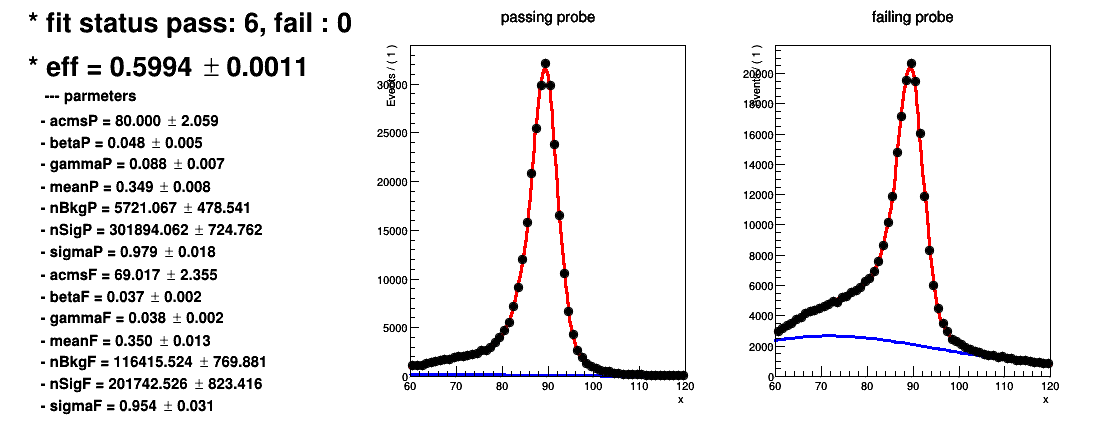 * fit status pass: 6, fail : 0
* eff = 0.5994 ± 0.0011
--- parmeters
- acmsP = 80.000 ± 2.059
- betaP = 0.048 ± 0.005
- gammaP = 0.088 ± 0.007
- meanP = 0.349 ± 0.008
- nBkgP = 5721.067 ± 478.541
- nSigP = 301894.062 ± 724.762
- sigmaP = 0.979 ± 0.018
- acmsF = 69.017 ± 2.355
- betaF = 0.037 ± 0.002
- gammaF = 0.038 ± 0.002
- meanF = 0.350 ± 0.013
- nBkgF = 116415.524 ± 769.881
- nSigF = 201742.526 ± 823.416
- sigmaF = 0.954 ± 0.031
passing probe
Events / ( 1 )
30000
25000
20000
15000
10000
5000
0
60 70 80 90 100 110 120
x
failing probe
Events / ( 1 )
20000
18000
16000
14000
12000
10000
8000
6000
4000
2000
0
60 70 80 90 100 110 120
x